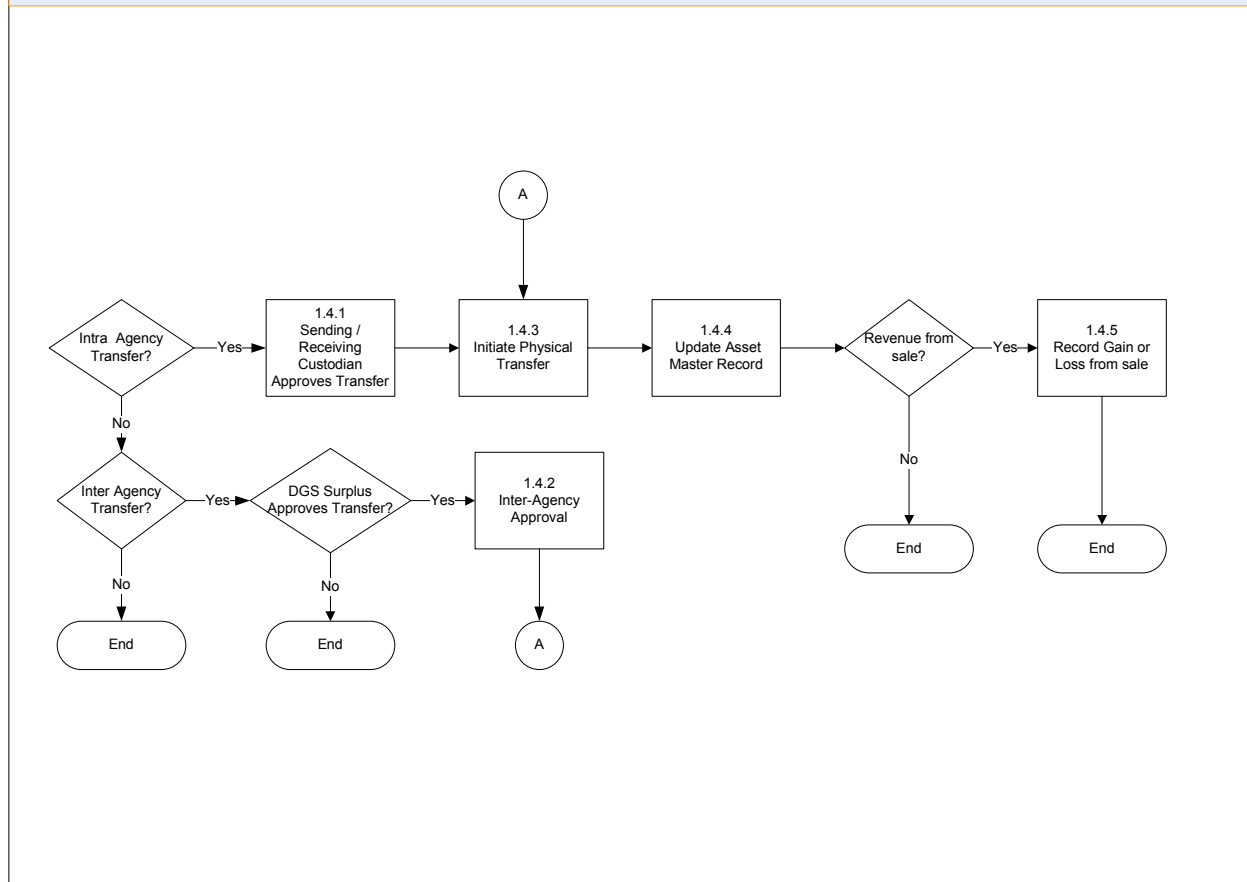 A
Intra Agency
Transfer?
Yes
1.4.1
Sending /
Receiving
Custodian
Approves Transfer
1.4.3
Initiate Physical
Transfer
1.4.4
Update Asset
Master Record
Revenue from
sale?
Yes
1.4.5
Record Gain or
Loss from sale
No
No
Inter Agency
Transfer?
Yes
DGS Surplus
Approves Transfer?
Yes
1.4.2
Inter-Agency
Approval
End
End
No
No
End
End
A